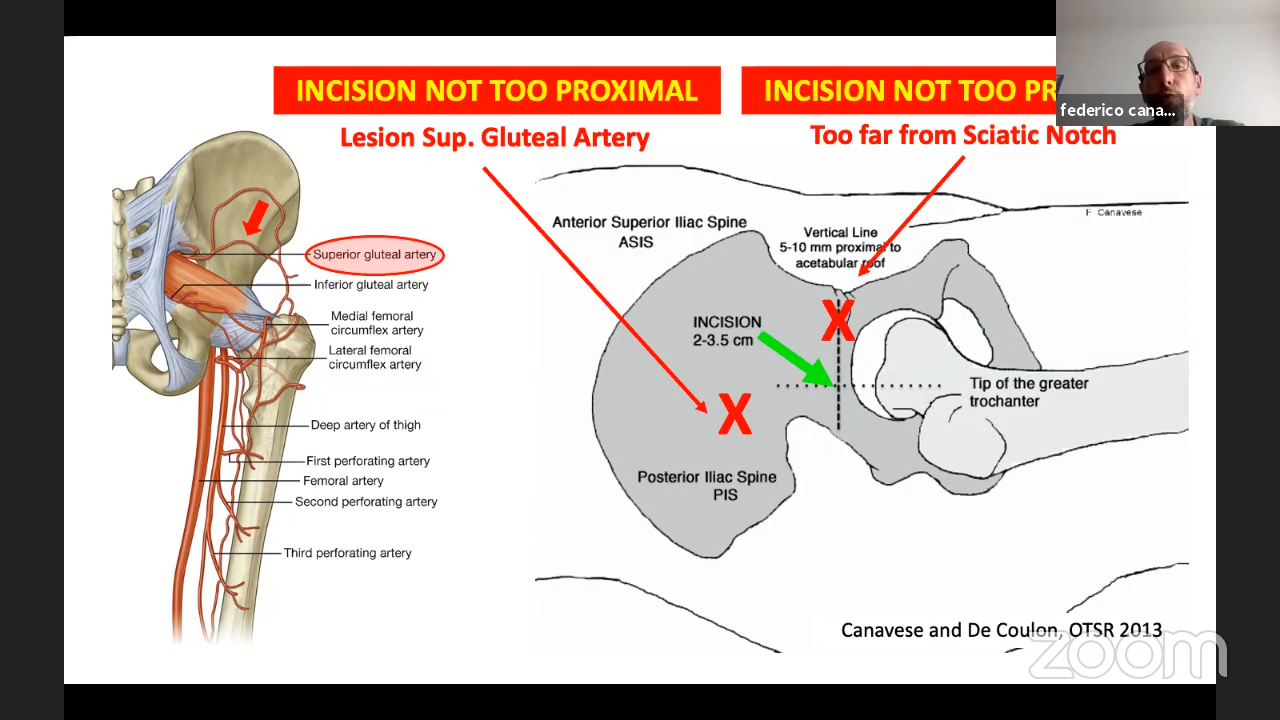 INCISION NOT TOO PROXIMAL
INCISION NOT TOO PR
federico cana...
Lesion Sup. Gluteal Artery
Too far from Sciatic Notch
F Canavese
Anterior Superior Iliac Spine
ASIS
Vertical Line
5-10 mm proximal to
acetabular roof
Superior gluteal artery
Inferior gluteal artery
Medial femoral
circumflex artery
Lateral femoral
circumflex artery
INCISION
2-3.5 cm
X
X
Tip of the greater
trochanter
Deep artery of thigh
First perforating artery
Femoral artery
Second perforating artery
Third perforating artery
Posterior Iliac Spine
PIS
Canavese and De Coulon, OTSR 2013
zoom